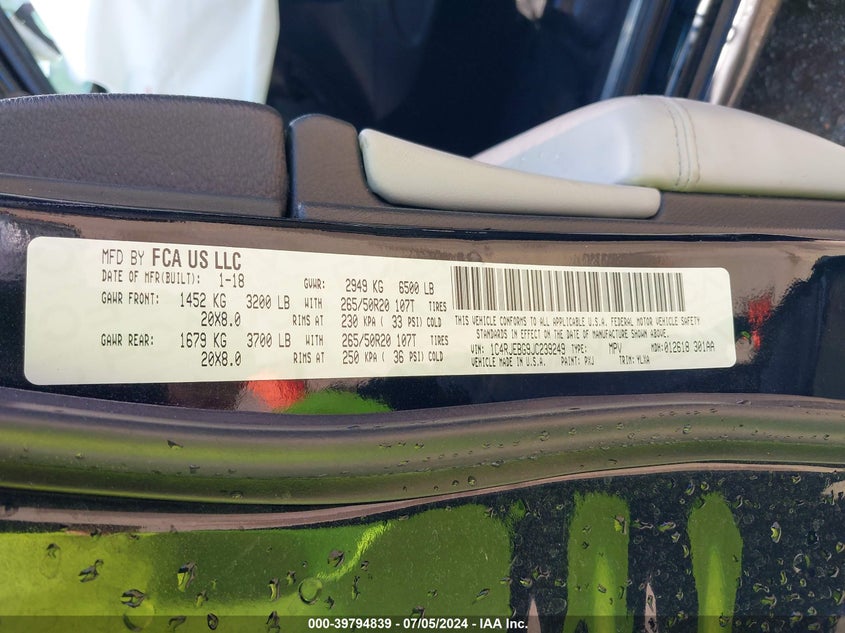 MFD BY FCA US LLC
DATE OF MFR(BUILT): 1-18 GVWR: 2949 KG 6500 LB
GAWR FRONT: 1452 KG 3200 LB WITH 265/50R20 107T TIRES
20X8.0 RIMS AT 230 KPA ( 33 PSI) COLD
GAWR REAR: 1679 KG 3700 LB WITH 265/50R20 107T TIRES
20X8.0 RIMS AT 250 KPA ( 36 PSI) COLD
THIS VEHICLE CONFORMS TO ALL APPLICABLE U.S.A. FEDERAL MOTOR VEHICLE SAFETY
STANDARDS IN EFFECT ON THE DATE OF MANUFACTURE SHOWN ABOVE.
VIN: 1C4RJEBG9JC239249 TYPE: MPV MDH:012618 301AA
VEHICLE MADE IN U.S.A. PAINT: PXJ TRIM: YLXA
000-39794839 - 07/05/2024 - IAA Inc.